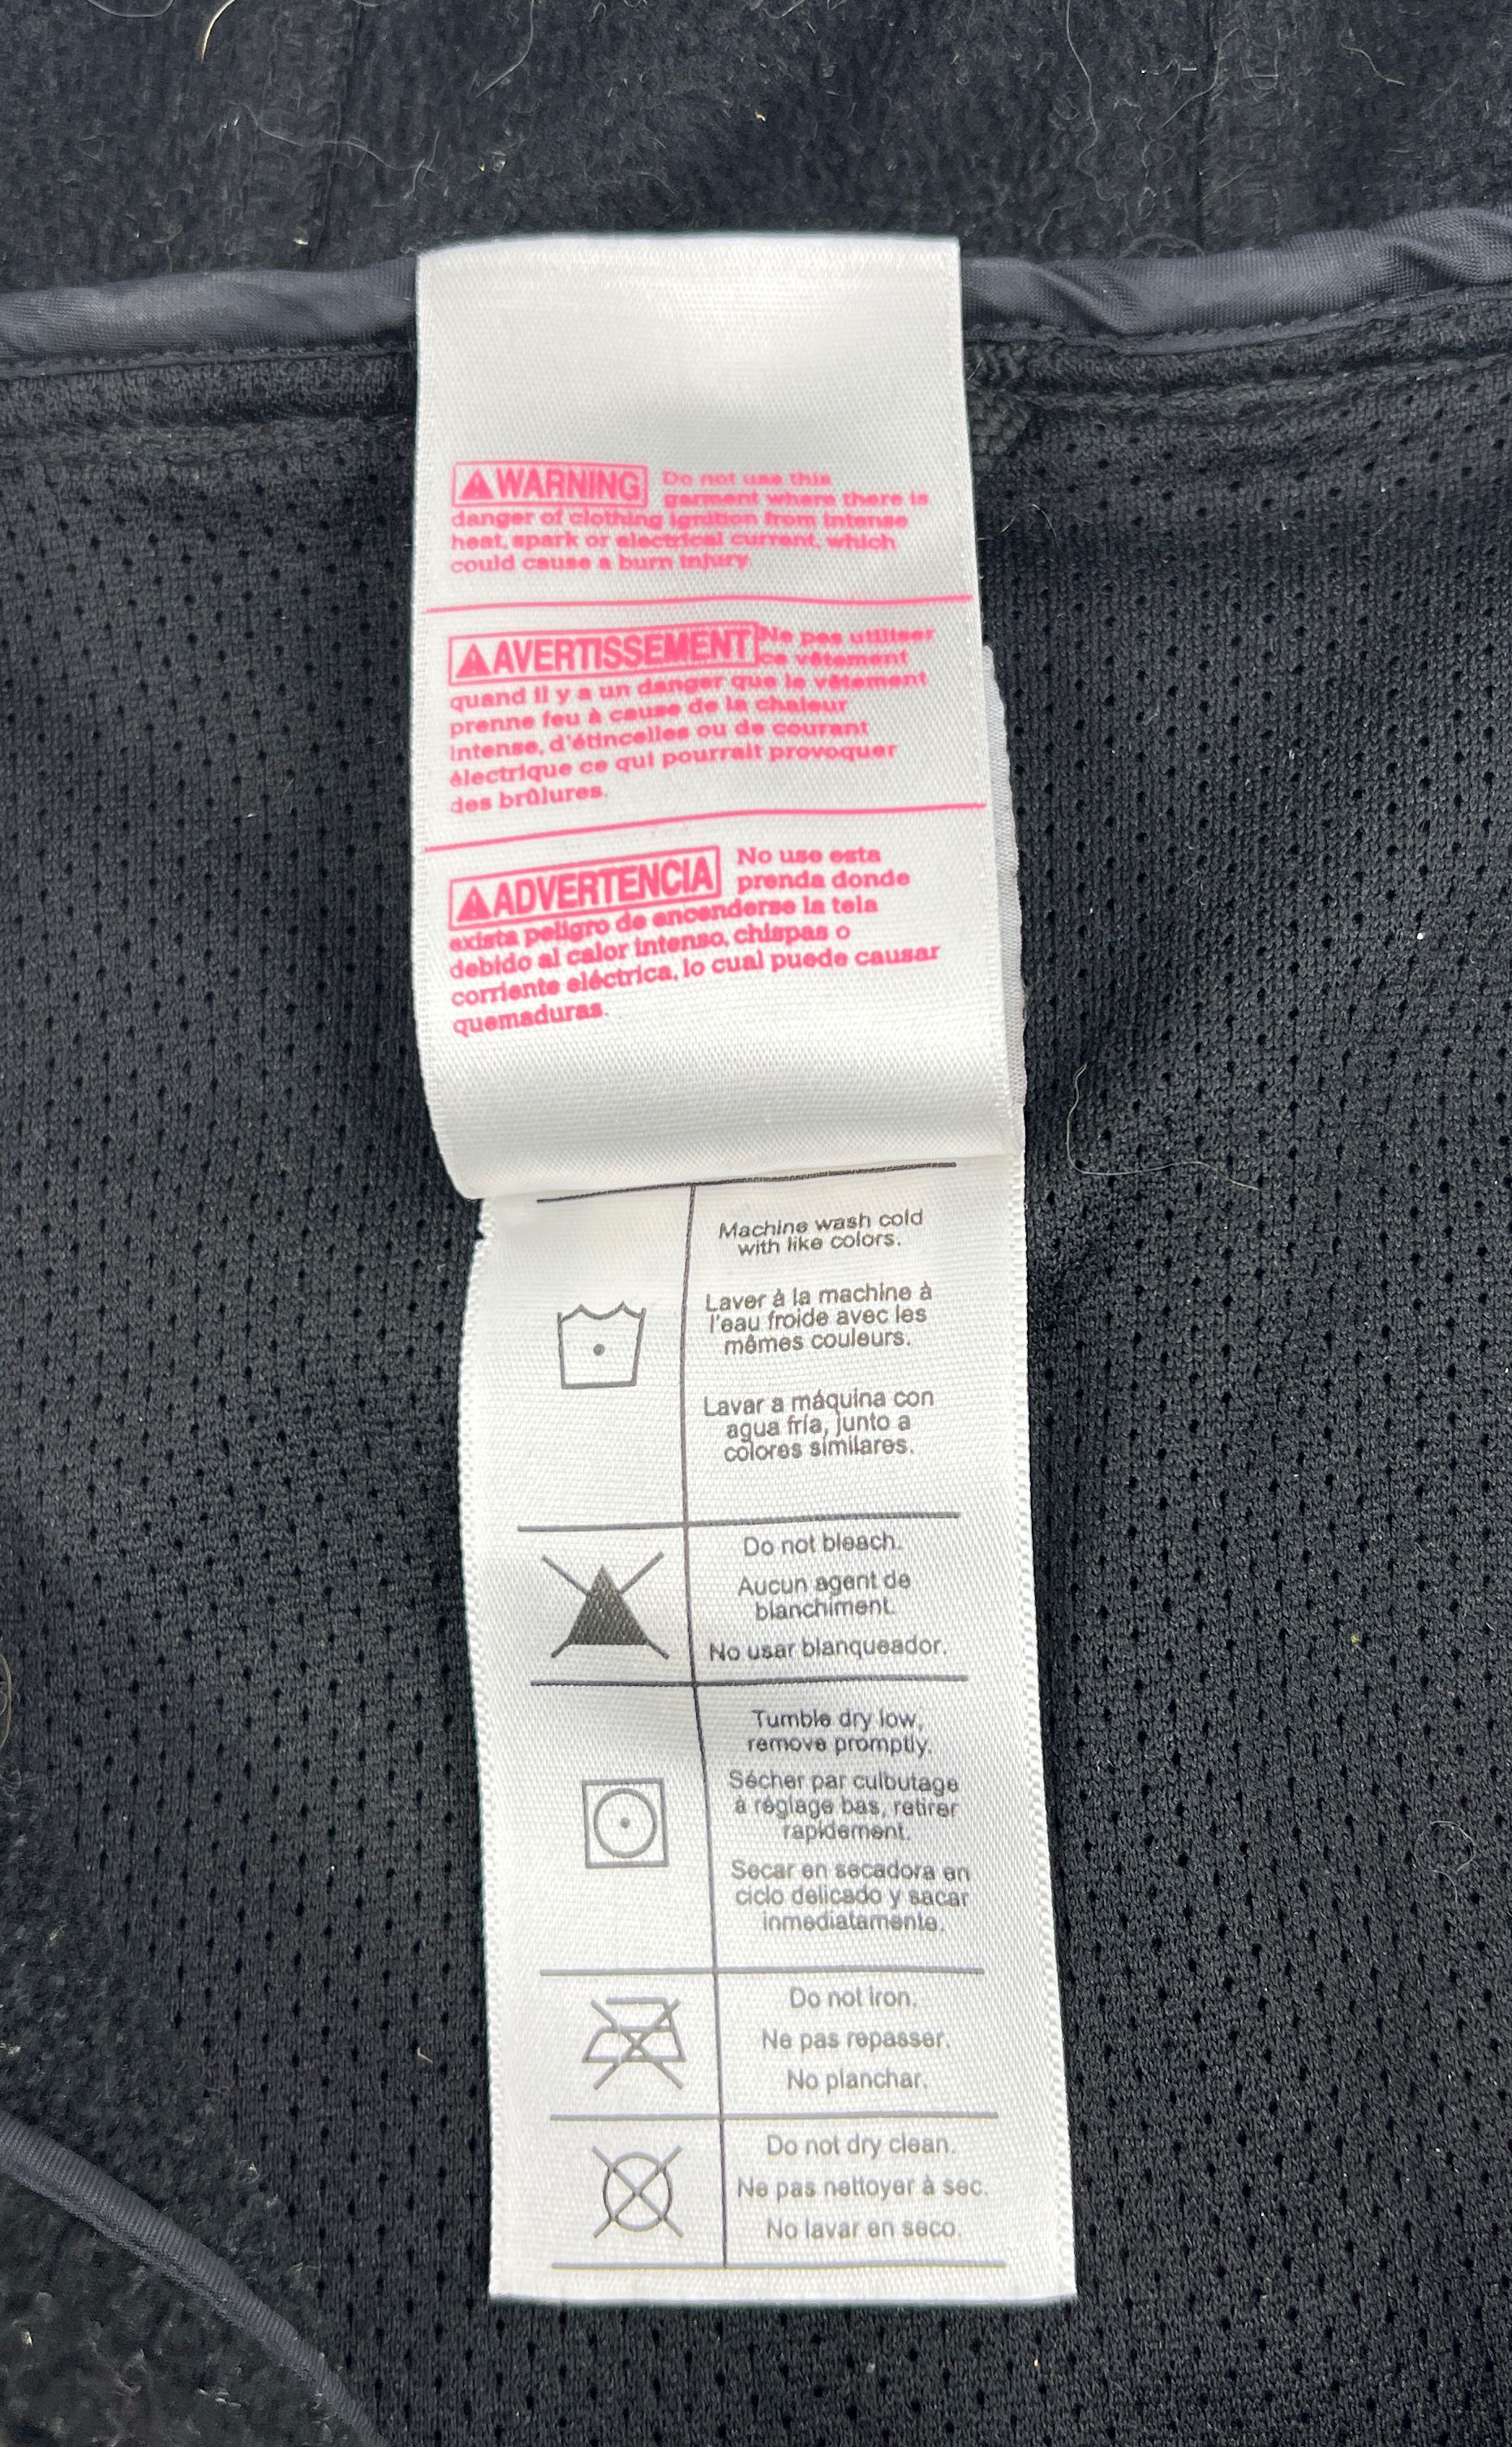 WARNING Do not use this
garment where there is
danger of clothing ignition from intense
heat, spark or electrical current, which
could cause a burn injury
AVERTISSEMENT Ne pas utiliser
ce vêtement
quand il y a un danger que le vêtement
prenne feu à cause de la chaleur
intense, d'étincelles ou de courant
électrique ce qui pourrait provoquer
des brûlures.
ADVERTENCIA No use esta
prenda donde
exista peligro de encenderse la tela
debido al calor intenso, chispas o
corriente eléctrica, lo cual puede causar
quemaduras.
Machine wash cold
with like colors.
Laver à la machine à
l'eau froide avec les
mêmes couleurs.
Lavar a máquina con
agua fría, junto a
colores similares.
Do not bleach.
Aucun agent de
blanchiment.
No usar blanqueador.
Tumble dry low,
remove promptly.
Sécher par culbutage
à réglage bas, retirer
rapidement.
Secar en secadora en
ciclo delicado y sacar
inmediatamente.
Do not iron.
Ne pas repasser.
No planchar.
Do not dry clean.
Ne pas nettoyer à sec.
No lavar en seco.